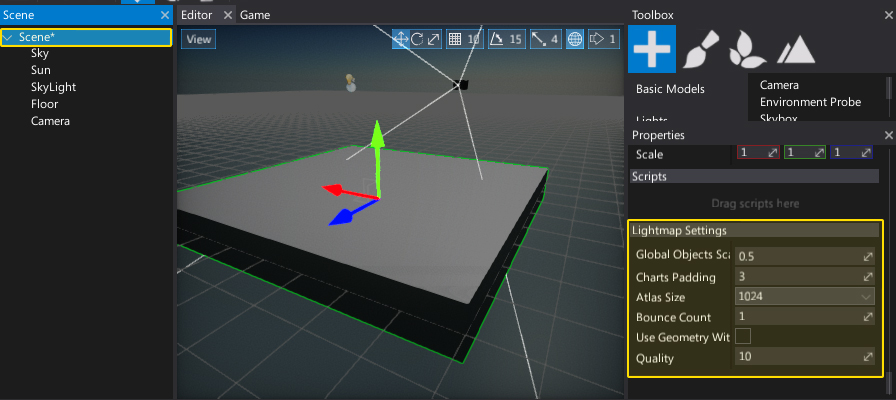 Scene
Scene*
Sky
Sun
SkyLight
Floor
Camera
Editor
Game
View
10
15
4
1
Toolbox
Basic Models
Camera
Environment Probe
Skybox
Lights
Properties
Scale
1
1
1
Scripts
Drag scripts here
Lightmap Settings
Global Objects Sca
0.5
Charts Padding
3
Atlas Size
1024
Bounce Count
1
Use Geometry Wit
Quality
10